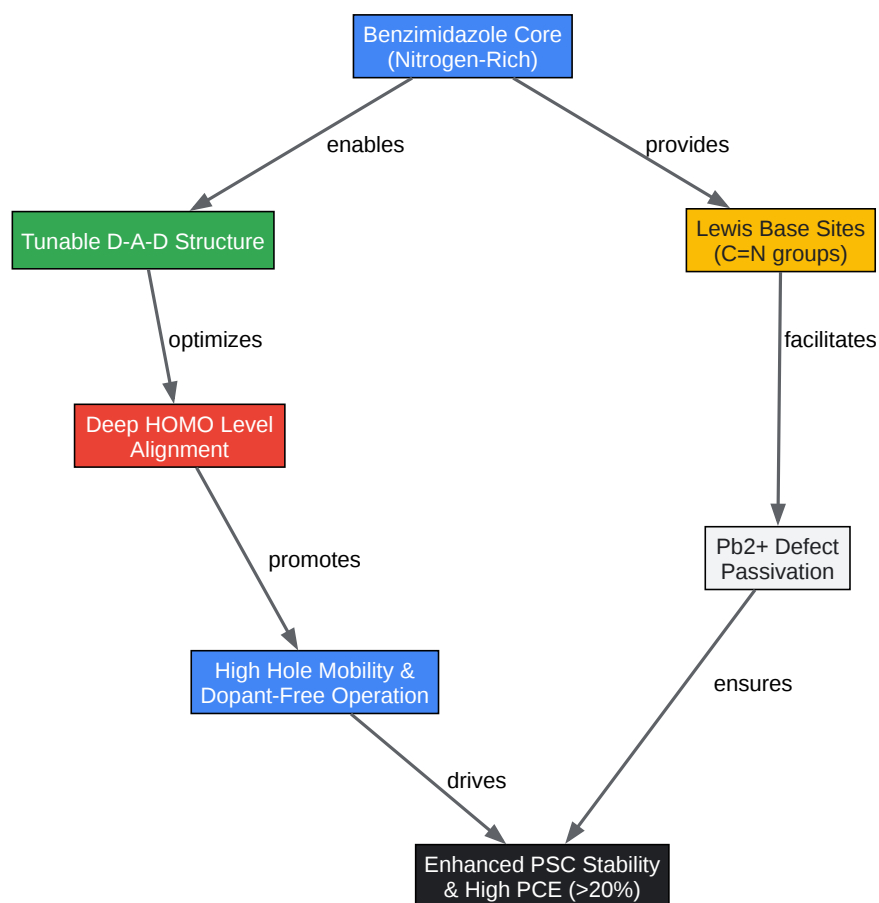 Benzimidazole Core
(Nitrogen-Rich)
enables
provides
Tunable D-A-D Structure
Lewis Base Sites
(C=N groups)
optimizes
facilitates
Deep HOMO Level
Alignment
Pb2+ Defect
Passivation
promotes
High Hole Mobility &
Dopant-Free Operation
ensures
drives
Enhanced PSC Stability
& High PCE (>20%)